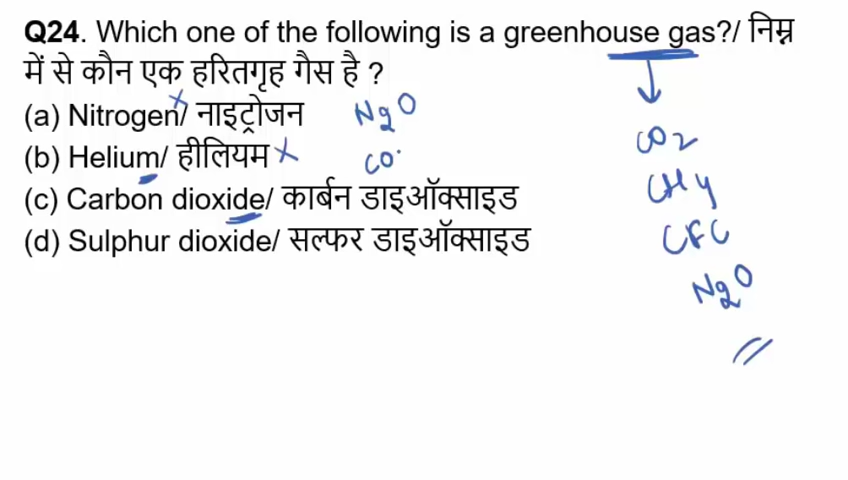 Q24. Which one of the following is a greenhouse gas?/ निम्न
में से कौन एक हरितगृह गैस है ?
(a) Nitrogen/ नाइट्रोजन
N2O
(b) Helium/ हीलियम
CO
(c) Carbon dioxide/ कार्बन डाइऑक्साइड
(d) Sulphur dioxide/ सल्फर डाइऑक्साइड
CO2
CH4
CFC
N2O